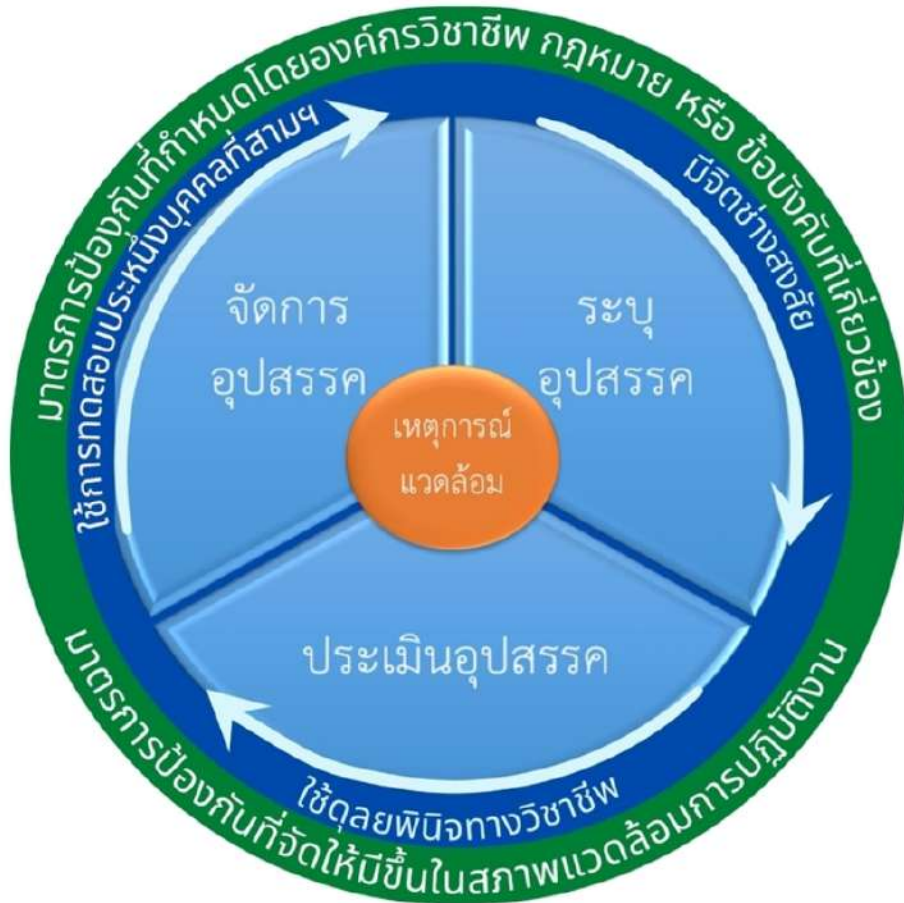 มาตรการป้องกันที่กำหนดโดยองค์กรวิชาชีพ กฎหมาย หรือ ข้อบังคับที่เกี่ยวข้อง
ใช้การทดสอบประหนึ่งบุคคลที่สามฯ
มีจิตช่างสงสัย
จัดการ
อุปสรรค
ระบุ
อุปสรรค
เหตุการณ์
แวดล้อม
ประเมินอุปสรรค
ใช้ดุลยพินิจทางวิชาชีพ
มาตรการป้องกันที่จัดให้มีขึ้นในสภาพแวดล้อมการปฏิบัติงาน